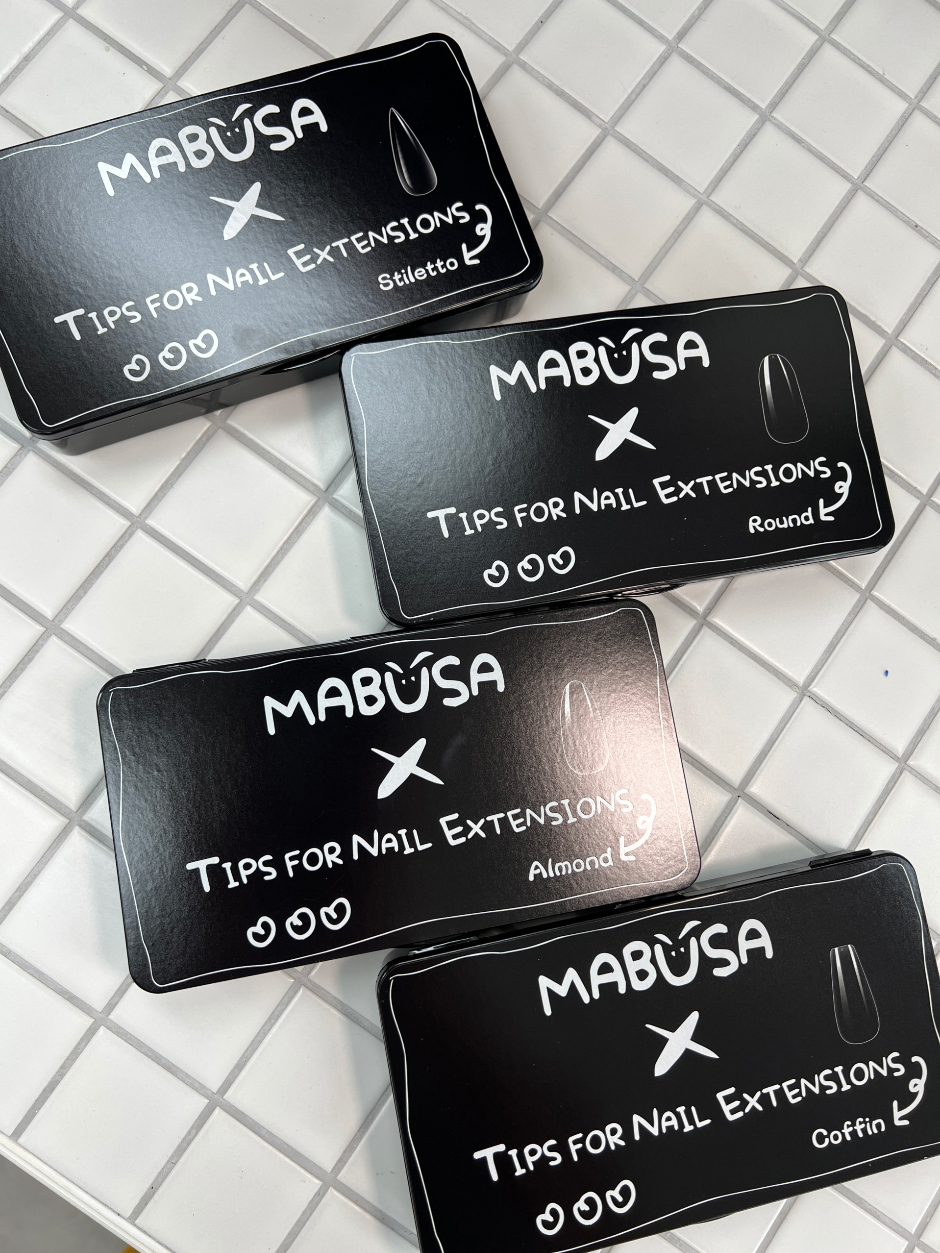 MABUSA
X
TIPS FOR NAIL EXTENSIONS
Stiletto
MABUSA
X
TIPS FOR NAIL EXTENSIONS
Round
MABUSA
X
TIPS FOR NAIL EXTENSIONS
Almond
MABUSA
X
TIPS FOR NAIL EXTENSIONS
Coffin